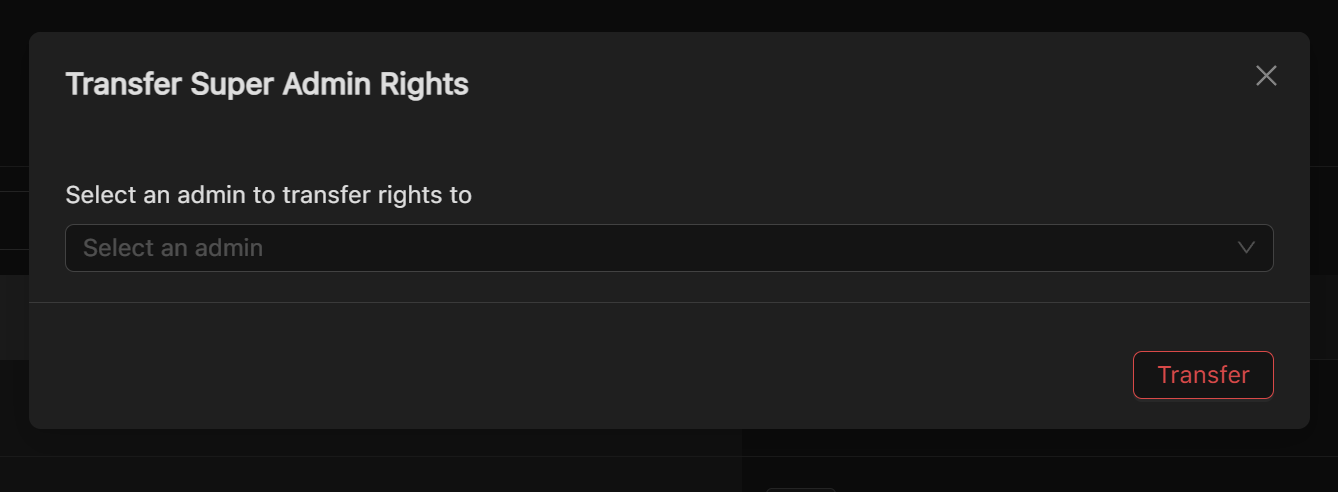 Transfer Super Admin Rights
Select an admin to transfer rights to
Select an admin
Transfer